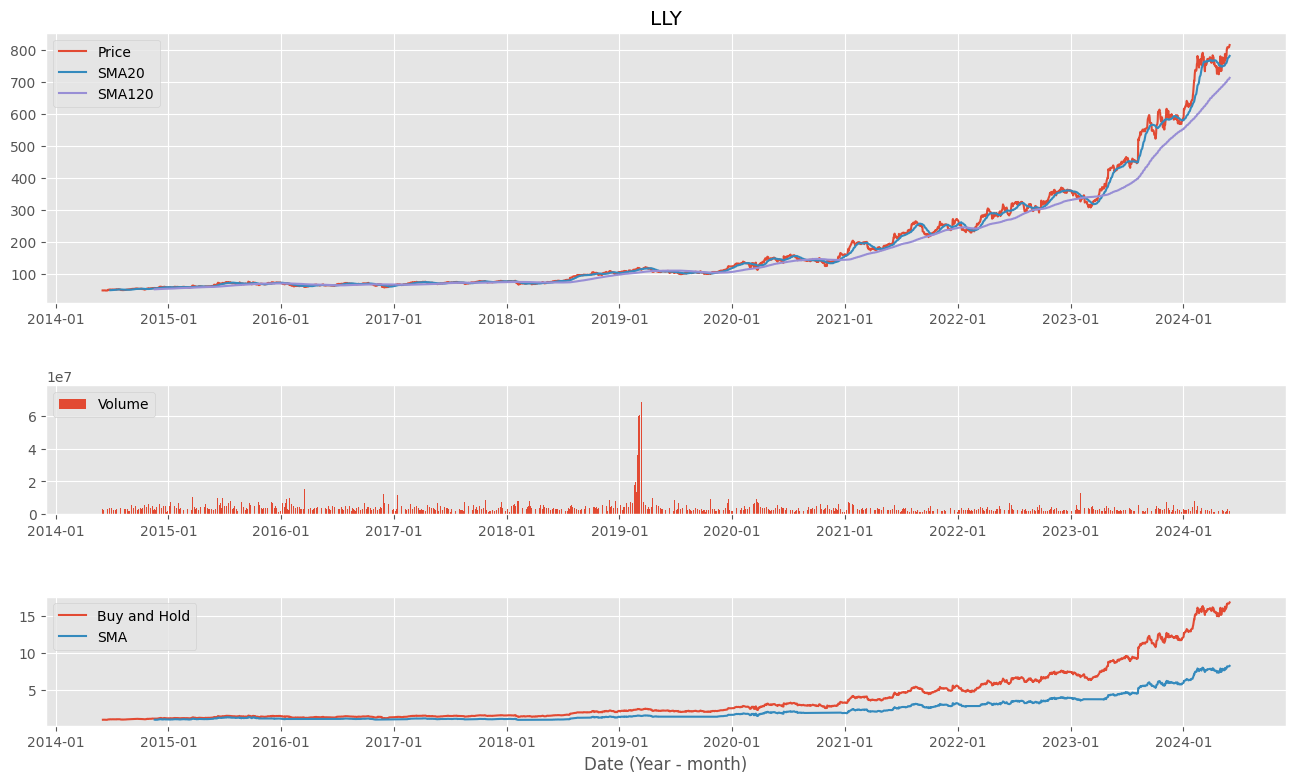 LLY
Price
SMA20
SMA120
800
700
600
500
400
300
200
100
2014-01 2015-01 2016-01 2017-01 2018-01 2019-01 2020-01 2021-01 2022-01 2023-01 2024-01
1e7
Volume
6
4
2
0
2014-01 2015-01 2016-01 2017-01 2018-01 2019-01 2020-01 2021-01 2022-01 2023-01 2024-01
Buy and Hold
SMA
15
10
5
2014-01 2015-01 2016-01 2017-01 2018-01 2019-01 2020-01 2021-01 2022-01 2023-01 2024-01
Date (Year - month)